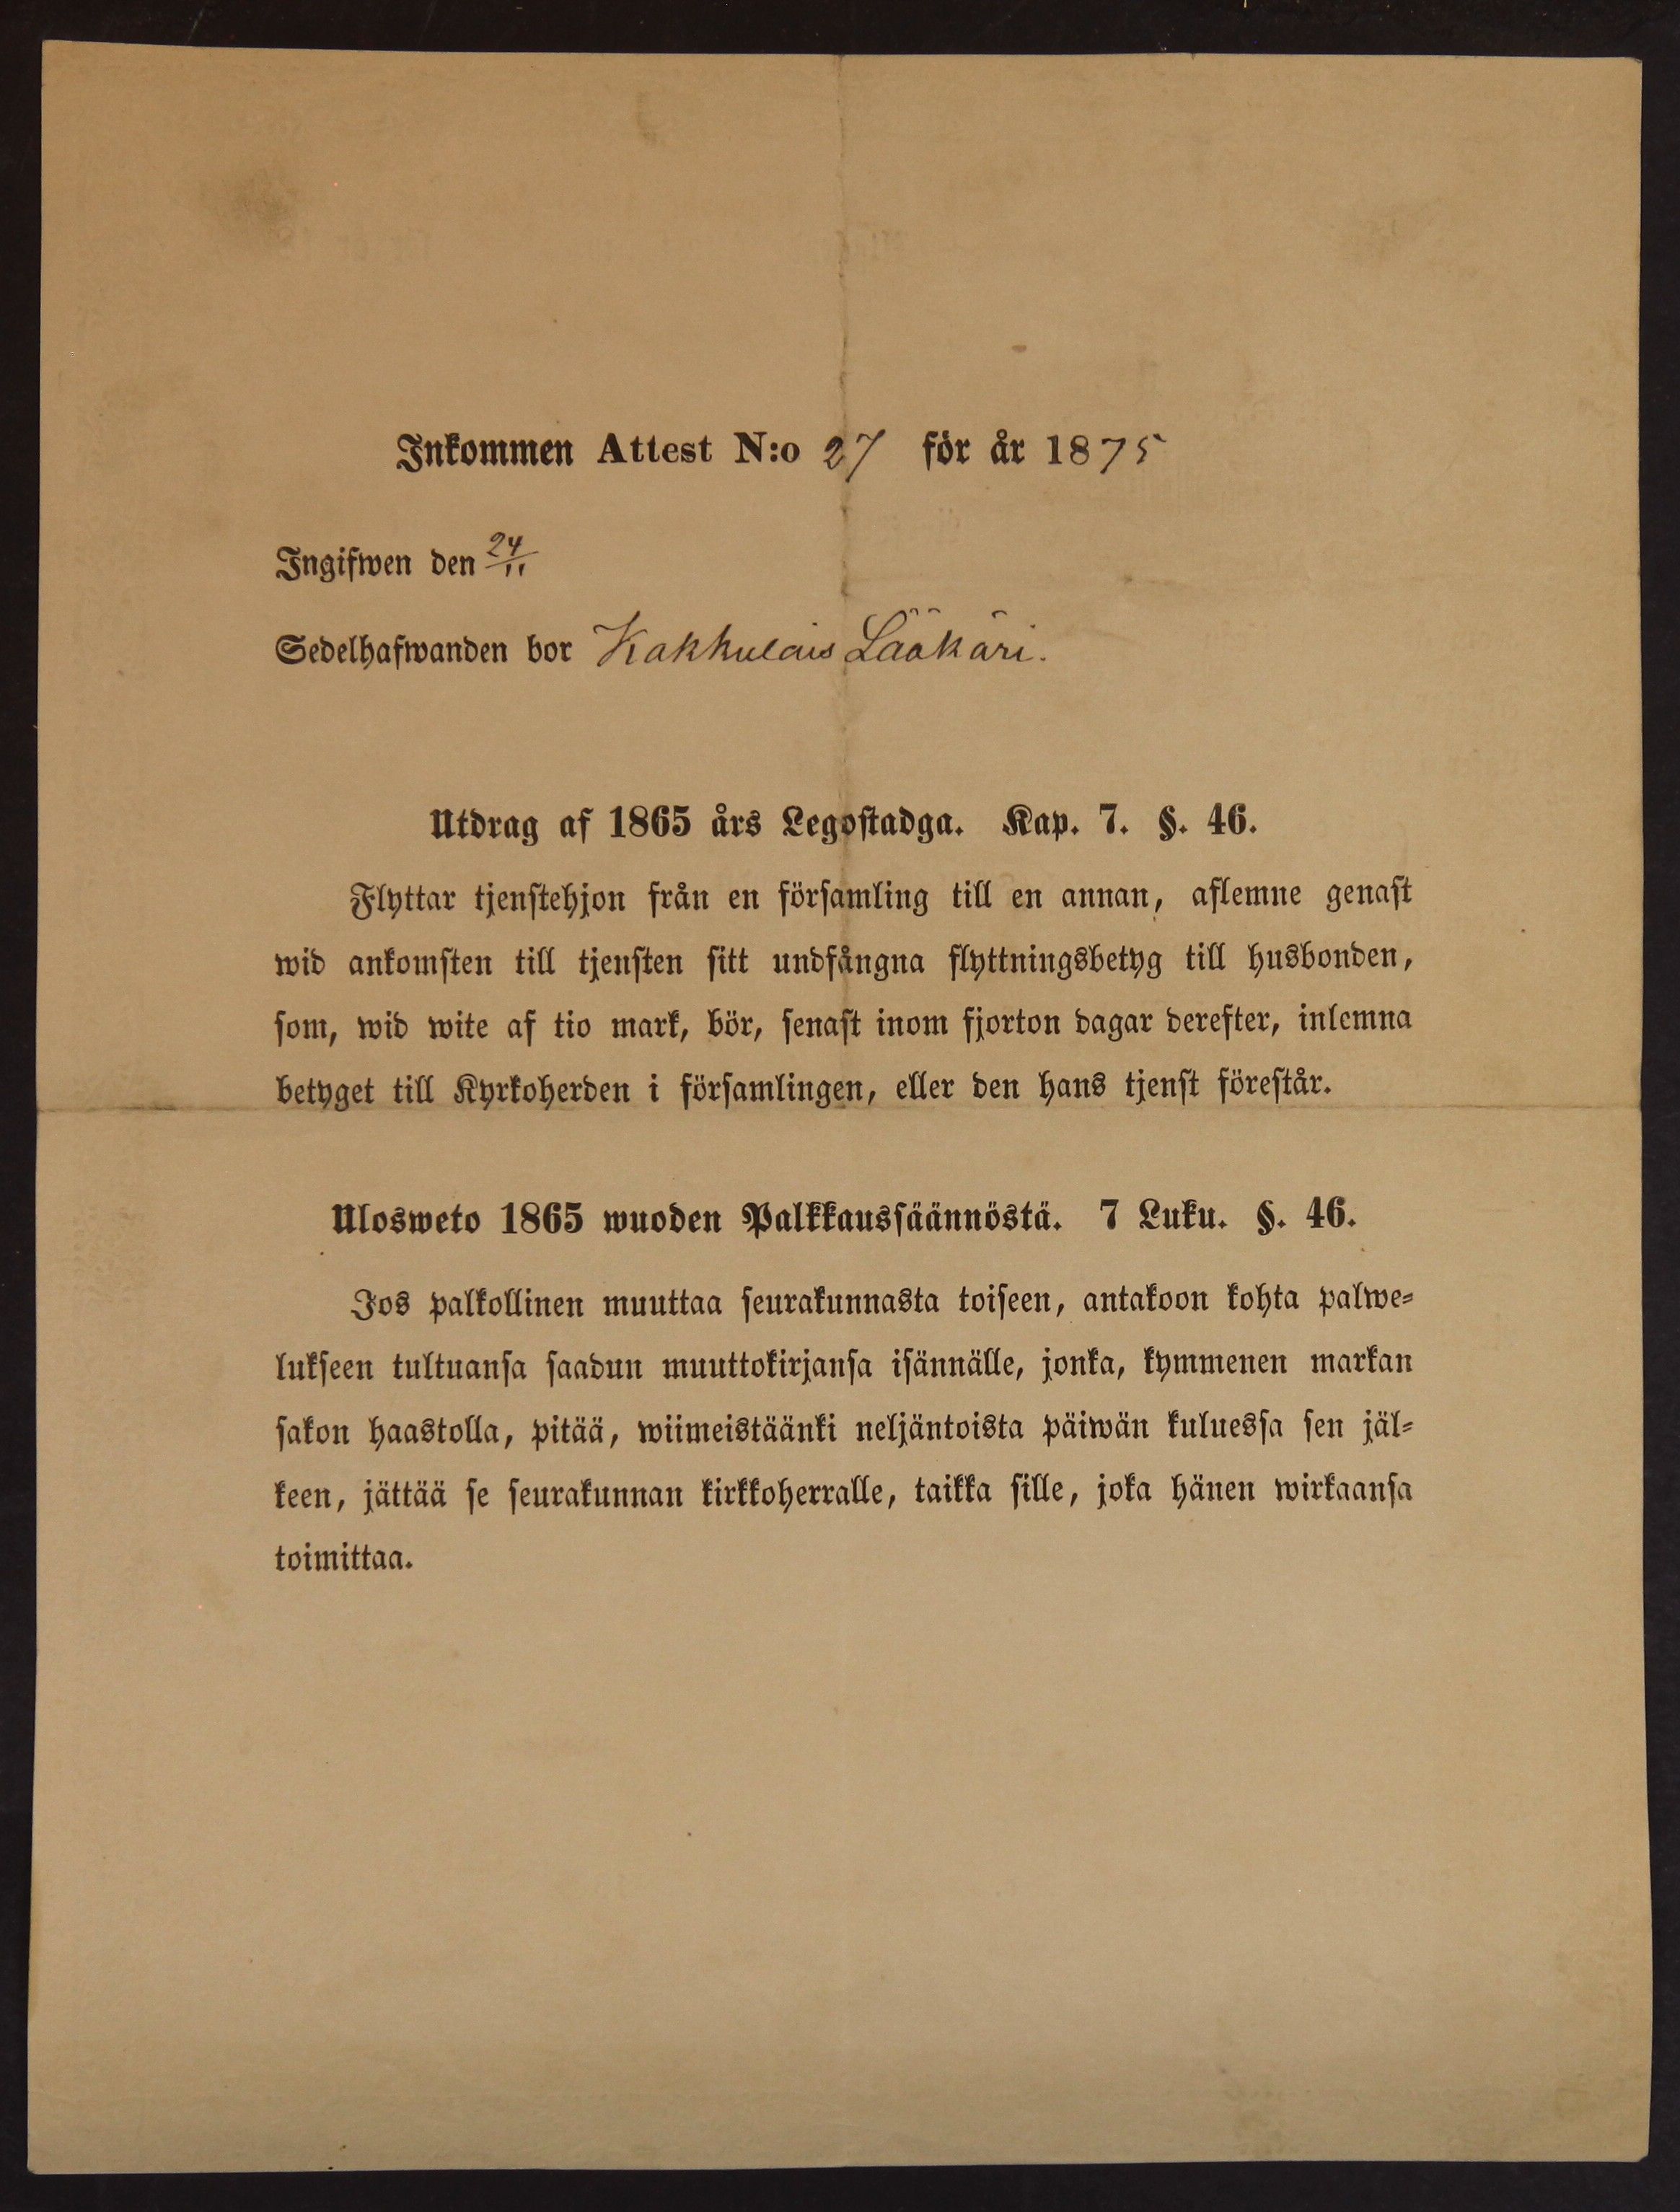 Inkommen Attest N:o 27 för år 1875
Ingifwen den 24/11
Sedelhafwanden bor Kakkulais Lääkäri.
Utdrag af 1865 års Legostadga. Kap. 7. §. 46.
Flyttar tjenstehjon från en församling till en annan, aflemne genast
wid ankomsten till tjensten sitt undfångna flyttningsbetyg till husbonden,
som, wid wite af tio mark, bör, senast inom fjorton dagar derefter, inlemna
betyget till Kyrkoherden i församlingen, eller den hans tjenst förestår.
Ulosweto 1865 wuoden Palkkaussäännöstä. 7 Luku. §. 46.
Jos palkollinen muuttaa seurakunnasta toiseen, antakoon kohta palwe-
lukseen tultuansa saadun muuttokirjansa isännälle, jonka, kymmenen markan
sakon haastolla, pitää, wiimeistäänki neljäntoista päiwän kuluessa sen jäl-
keen, jättää se seurakunnan kirkkoherralle, taikka sille, joka hänen wirkaansa
toimittaa.